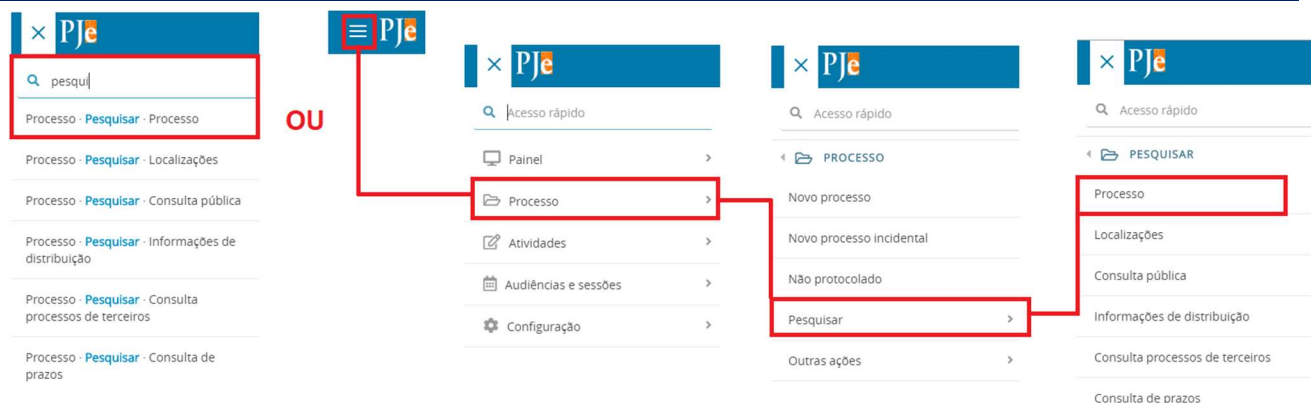 PJe
pesqui
Processo · Pesquisar · Processo
Processo · Pesquisar · Localizações
Processo · Pesquisar · Consulta pública
Processo · Pesquisar · Informações de
distribuição
Processo · Pesquisar · Consulta
processos de terceiros
Processo · Pesquisar · Consulta de
prazos
OU
PJe
PJe
Acesso rápido
Painel
Processo
Atividades
Audiências e sessões
Configuração
PJe
Acesso rápido
PROCESSO
Novo processo
Novo processo incidental
Não protocolado
Pesquisar
Outras ações
PJe
Acesso rápido
PESQUISAR
Processo
Localizações
Consulta pública
Informações de distribuição
Consulta processos de terceiros
Consulta de prazos